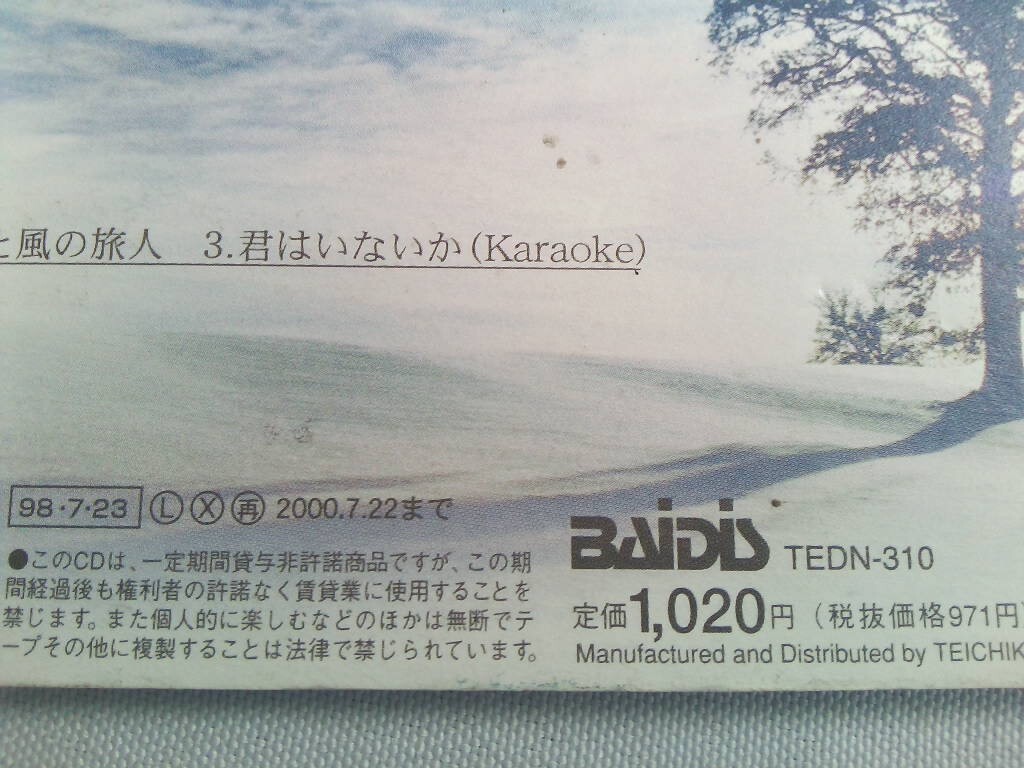 と風の旅人 3.君はいないか(Karaoke)
98・7・23 Ⓛ Ⓧ ㊢ 2000.7.22まで
●このCDは、一定期間貸与非許諾商品ですが、この期
間経過後も権利者の許諾なく賃貸業に使用することを
禁じます。また個人的に楽しむなどのほかは無断でテ
ープその他に複製することは法律で禁じられています。
BAiDiS TEDN-310
定価1,020円(税抜価格971円)
Manufactured and Distributed by TEICHIK